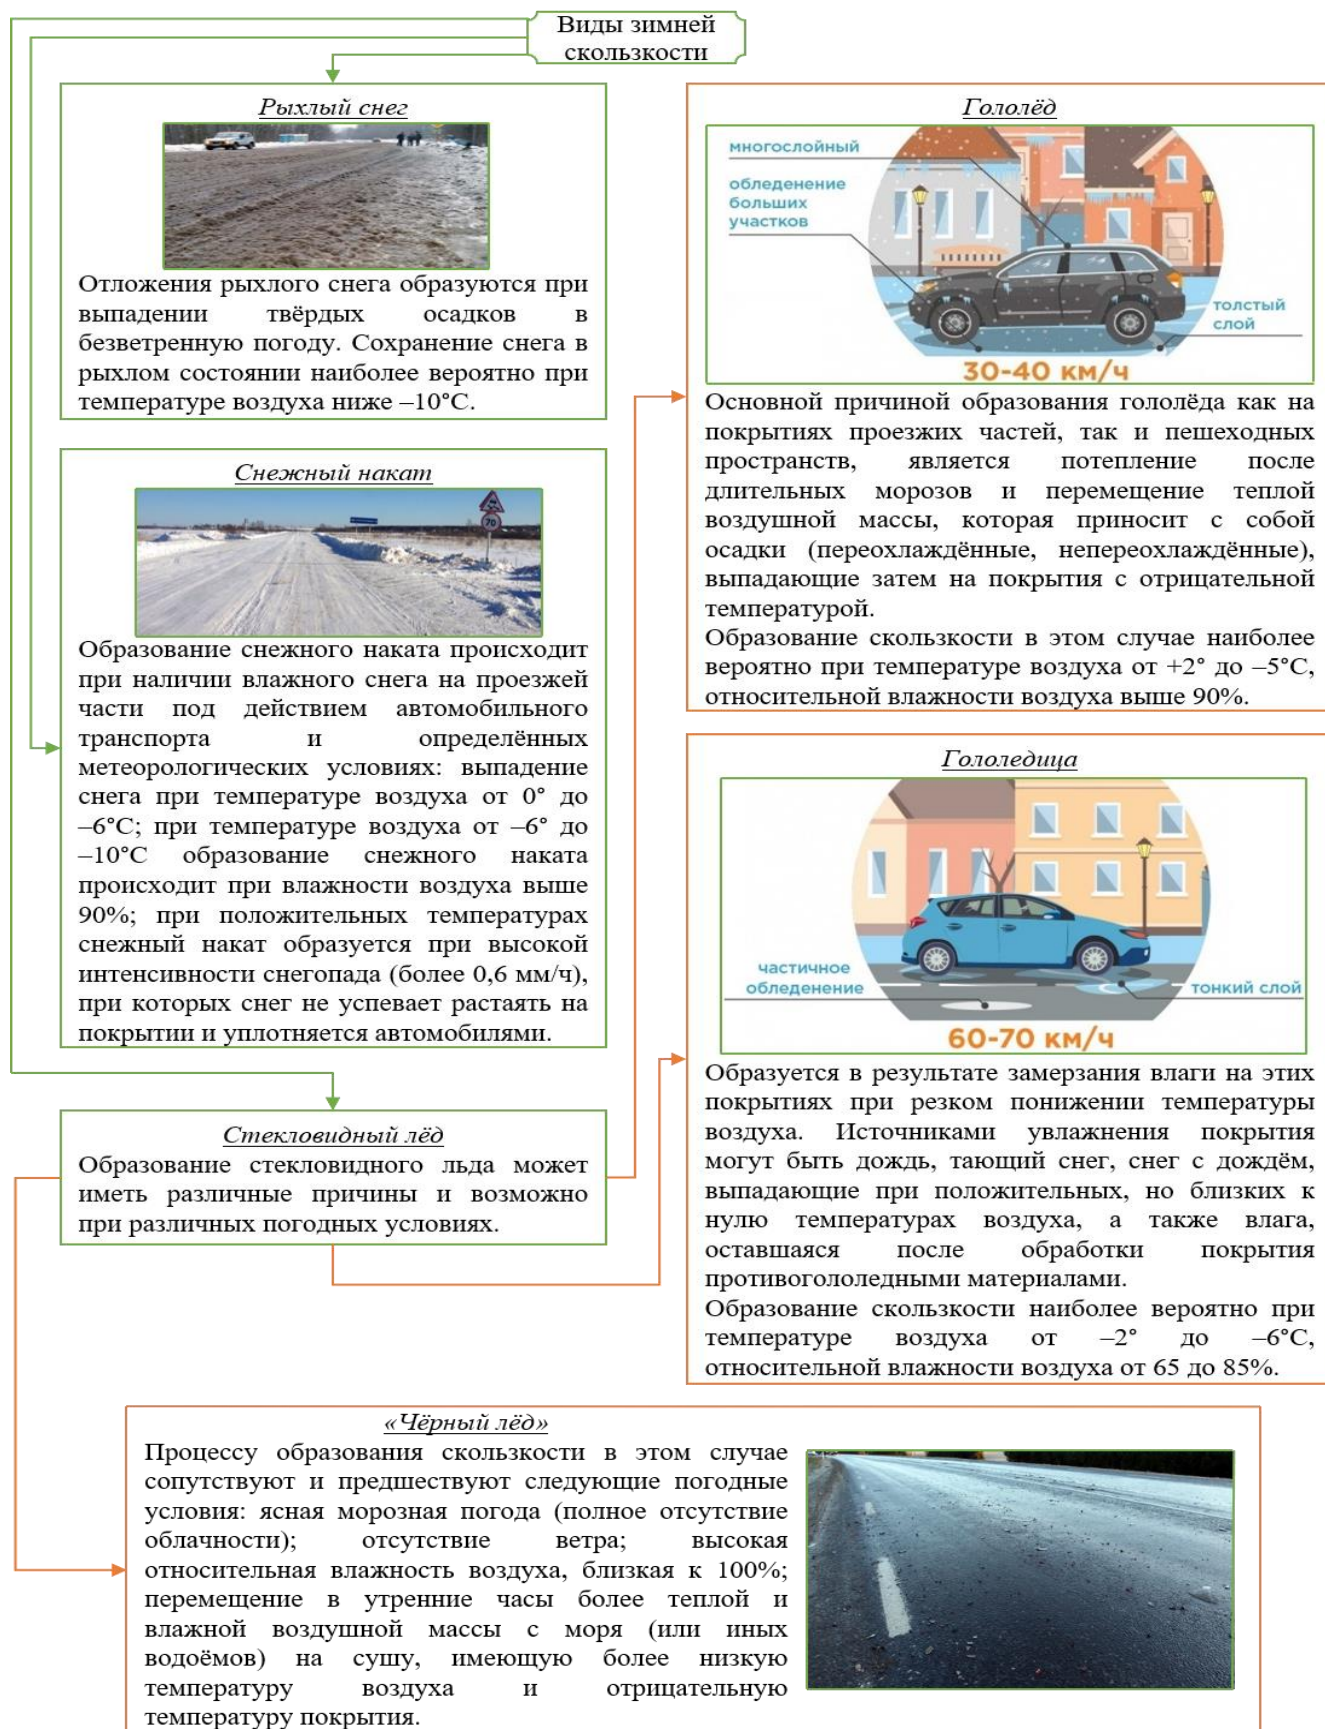 Виды зимней
скользкости
Рыхлый снег
Отложения рыхлого снега образуются при
выпадении твёрдых осадков в
безветренную погоду. Сохранение снега в
рыхлом состоянии наиболее вероятно при
температуре воздуха ниже –10°С.
Снежный накат
70
Образование снежного наката происходит
при наличии влажного снега на проезжей
части под действием автомобильного
транспорта и определённых
метеорологических условиях: выпадение
снега при температуре воздуха от 0° до
–6°С; при температуре воздуха от –6° до
–10°С образование снежного наката
происходит при влажности воздуха выше
90%; при положительных температурах
снежный накат образуется при высокой
интенсивности снегопада (более 0,6 мм/ч),
при которых снег не успевает растаять на
покрытии и уплотняется автомобилями.
Стекловидный лёд
Образование стекловидного льда может
иметь различные причины и возможно
при различных погодных условиях.
Гололёд
многослойный
обледенение
больших
участков
толстый
слой
30-40 км/ч
Основной причиной образования гололёда как на
покрытиях проезжих частей, так и пешеходных
пространств, является потепление после
длительных морозов и перемещение теплой
воздушной массы, которая приносит с собой
осадки (переохлаждённые, непереохлаждённые),
выпадающие затем на покрытия с отрицательной
температурой.
Образование скользкости в этом случае наиболее
вероятно при температуре воздуха от +2° до –5°С,
относительной влажности воздуха выше 90%.
Гололедица
частичное
обледенение
тонкий слой
60-70 км/ч
Образуется в результате замерзания влаги на этих
покрытиях при резком понижении температуры
воздуха. Источниками увлажнения покрытия
могут быть дождь, тающий снег, снег с дождём,
выпадающие при положительных, но близких к
нулю температурах воздуха, а также влага,
оставшаяся после обработки покрытия
противогололедными материалами.
Образование скользкости наиболее вероятно при
температуре воздуха от –2° до –6°С,
относительной влажности воздуха от 65 до 85%.
«Чёрный лёд»
Процессу образования скользкости в этом случае
сопутствуют и предшествуют следующие погодные
условия: ясная морозная погода (полное отсутствие
облачности); отсутствие ветра; высокая
относительная влажность воздуха, близкая к 100%;
перемещение в утренние часы более теплой и
влажной воздушной массы с моря (или иных
водоёмов) на сушу, имеющую более низкую
температуру воздуха и отрицательную
температуру покрытия.